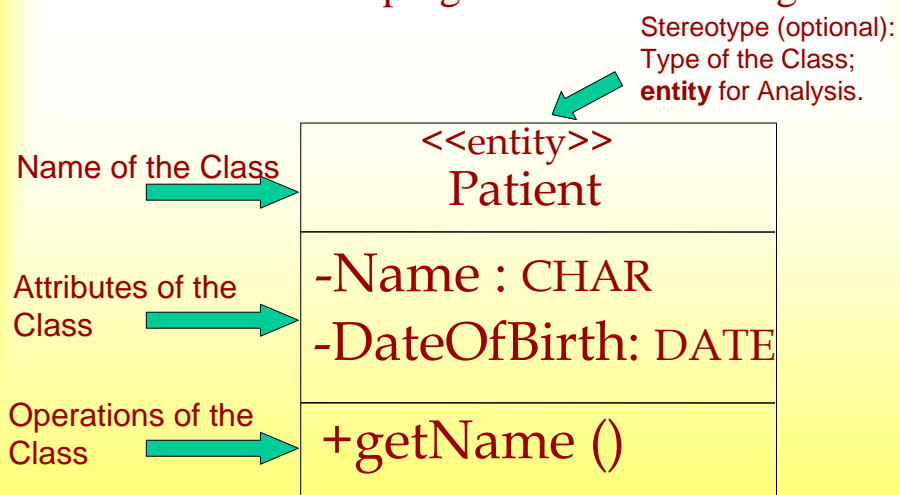 Stereotype (optional):
Type of the Class;
entity for Analysis.
<<entity>>
Name of the Class
Patient
Attributes of the
Class
-Name : CHAR
-DateOfBirth: DATE
Operations of the
Class
+getName ()